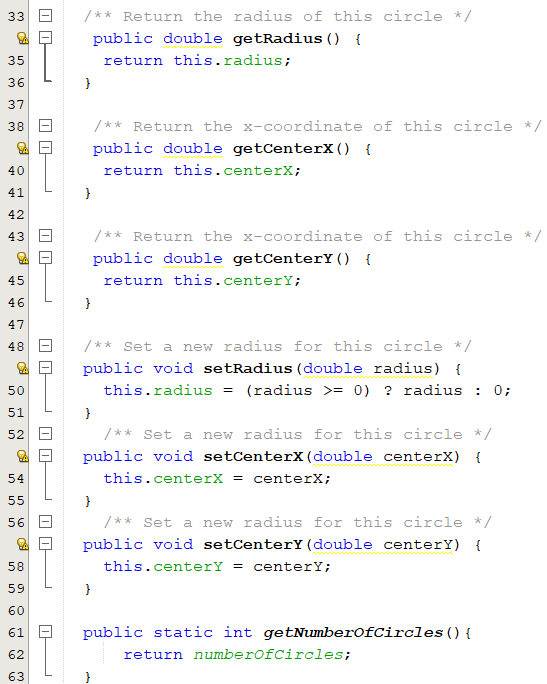 33 /** Return the radius of this circle */
public double getRadius() {
35 return this.radius;
36 }
37
38 /** Return the x-coordinate of this circle */
public double getCenterX() {
40 return this.centerX;
41 }
42
43 /** Return the x-coordinate of this circle */
public double getCenterY() {
45 return this.centerY;
46 }
47
48 /** Set a new radius for this circle */
public void setRadius(double radius) {
50 this.radius = (radius >= 0) ? radius : 0;
51 }
52 /** Set a new radius for this circle */
public void setCenterX(double centerX) {
54 this.centerX = centerX;
55 }
56 /** Set a new radius for this circle */
public void setCenterY(double centerY) {
58 this.centerY = centerY;
59 }
60
61 public static int getNumberOfCircles(){
62 return numberOfCircles;
63 }